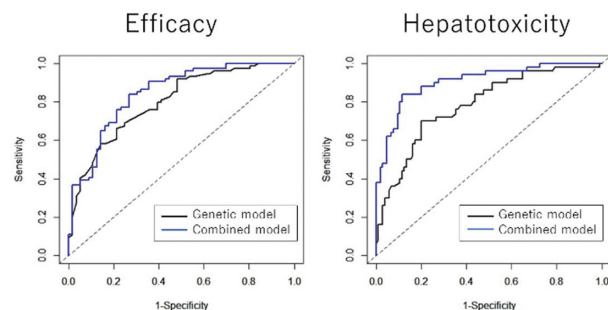 Efficacy
Sensitivity
1.0
0.8
0.6
0.4
0.2
0.0
Genetic model
Combined model
0.0 0.2 0.4 0.6 0.8 1.0
1-Specificity
Hepatotoxicity
Sensitivity
1.0
0.8
0.6
0.4
0.2
0.0
Genetic model
Combined model
0.0 0.2 0.4 0.6 0.8 1.0
1-Specificity